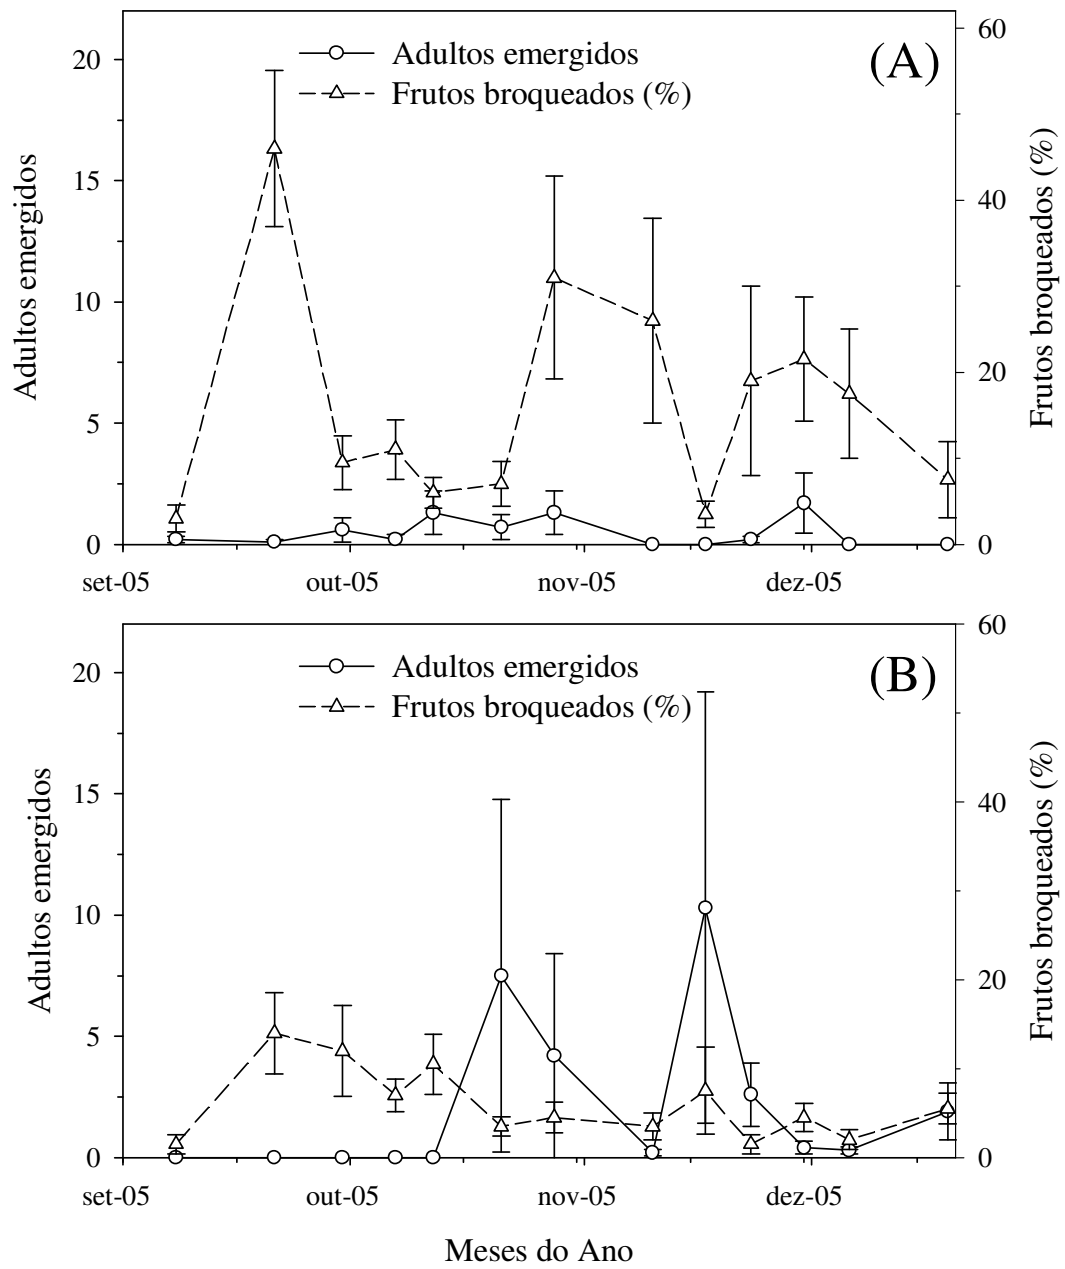 Adultos emergidos
Frutos broqueados (%)
(A)
20
15
10
5
0
Adultos emergidos
60
40
20
0
Frutos broqueados (%)
set-05
out-05
nov-05
dez-05
Adultos emergidos
Frutos broqueados (%)
(B)
20
15
10
5
0
Adultos emergidos
60
40
20
0
Frutos broqueados (%)
set-05
out-05
nov-05
dez-05
Meses do Ano